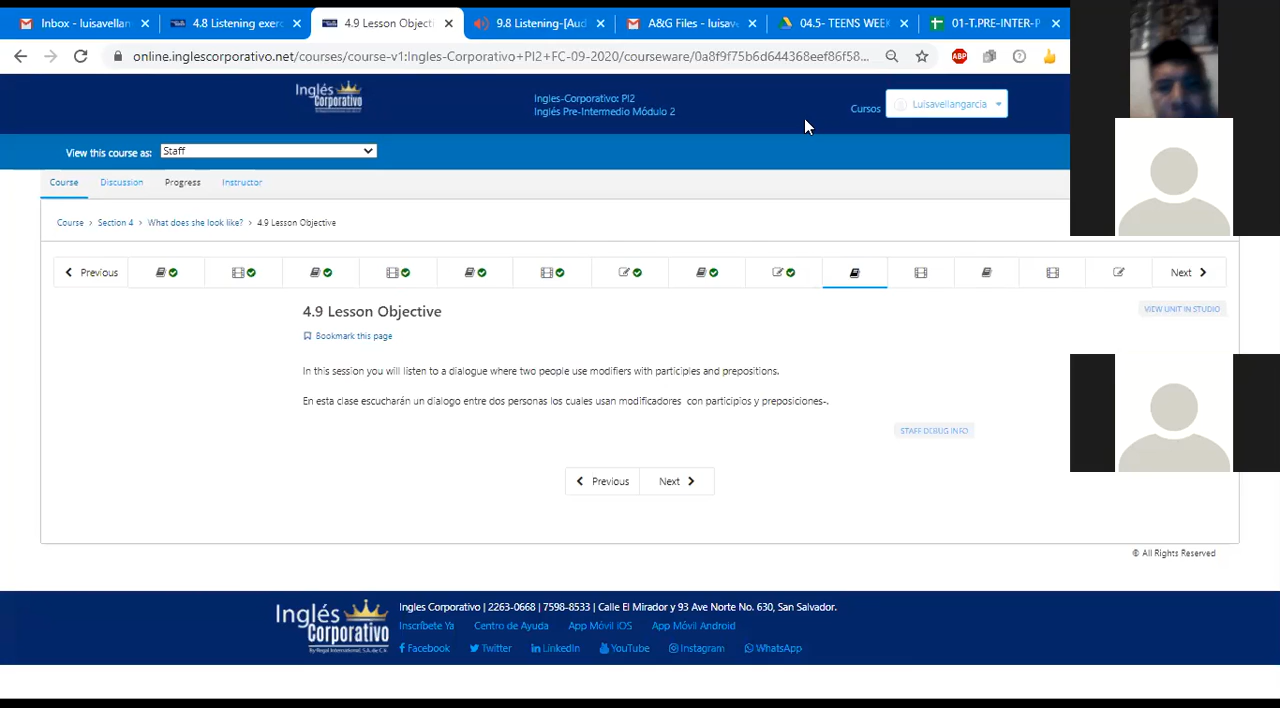 Inbox - luisavellan
4.8 Listening exerc
4.9 Lesson Objecti
9.8 Listening-[Aud
A&G Files - luisav
04.5- TEENS WEEK
01-T.PRE-INTER-P
online.inglescorporativo.net/courses/course-v1:Ingles-Corporativo+PI2+FC-09-2020/courseware/0a8f9f75b6d644368eef86f58...
ABP
Inglés
Corporativo
Ingles-Corporativo: PI2
Inglés Pre-Intermedio Módulo 2
Cursos
Luisavellangarcia
View this course as:
Staff
Course
Discussion
Progress
Instructor
Course > Section 4 > What does she look like? > 4.9 Lesson Objective
Previous
Next
4.9 Lesson Objective
VIEW UNIT IN STUDIO
Bookmark this page
In this session you will listen to a dialogue where two people use modifiers with participles and prepositions.
En esta clase escucharán un dialogo entre dos personas los cuales usan modificadores con participios y preposiciones-.
STAFF DEBUG INFO
Previous
Next
© All Rights Reserved
Inglés
Corporativo
By Regal International, S.A. de C.V.
Ingles Corporativo | 2263-0668 | 7598-8533 | Calle El Mirador y 93 Ave Norte No. 630, San Salvador.
Inscríbete Ya
Centro de Ayuda
App Móvil iOS
App Móvil Android
Facebook
Twitter
LinkedIn
YouTube
Instagram
WhatsApp